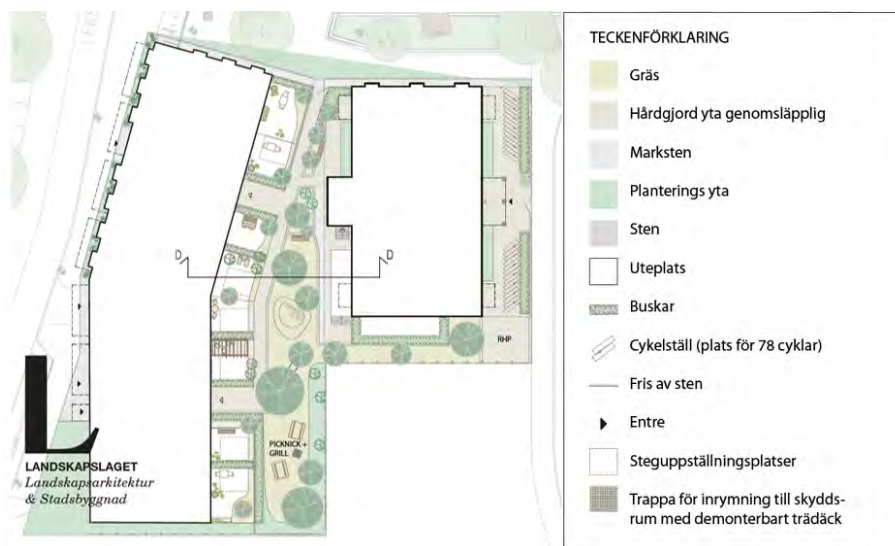 D
D
RHP
PICKNICK +
GRILL
L
LANDSKAPSLAGET
Landskapsarkitektur
& Stadsbyggnad
TECKENFÖRKLARING
Gräs
Hårdgjord yta genomsläpplig
Marksten
Planterings yta
Sten
Uteplats
Buskar
Cykelställ (plats för 78 cyklar)
Fris av sten
Entre
Steguppställningsplatser
Trappa för inrymning till skydds-
rum med demonterbart trädäck